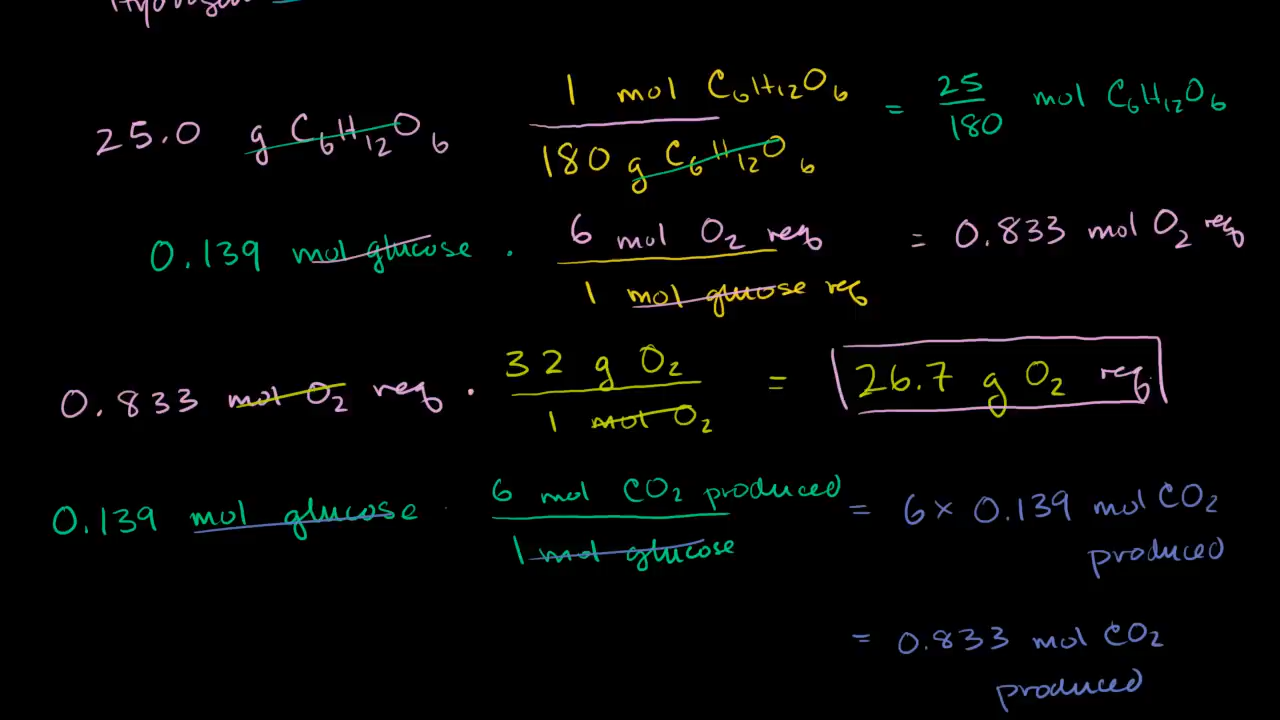 Hydrogen
25.0 g C₆H₁₂O₆ 1 mol C₆H₁₂O₆ / 180 g C₆H₁₂O₆ = 25/180 mol C₆H₁₂O₆
0.139 mol glucose · 6 mol O₂ req / 1 mol glucose req = 0.833 mol O₂ req
0.833 mol O₂ req · 32 g O₂ / 1 mol O₂ = 26.7 g O₂ req
0.139 mol glucose · 6 mol CO₂ produced / 1 mol glucose = 6 × 0.139 mol CO₂
produced
= 0.833 mol CO₂
produced